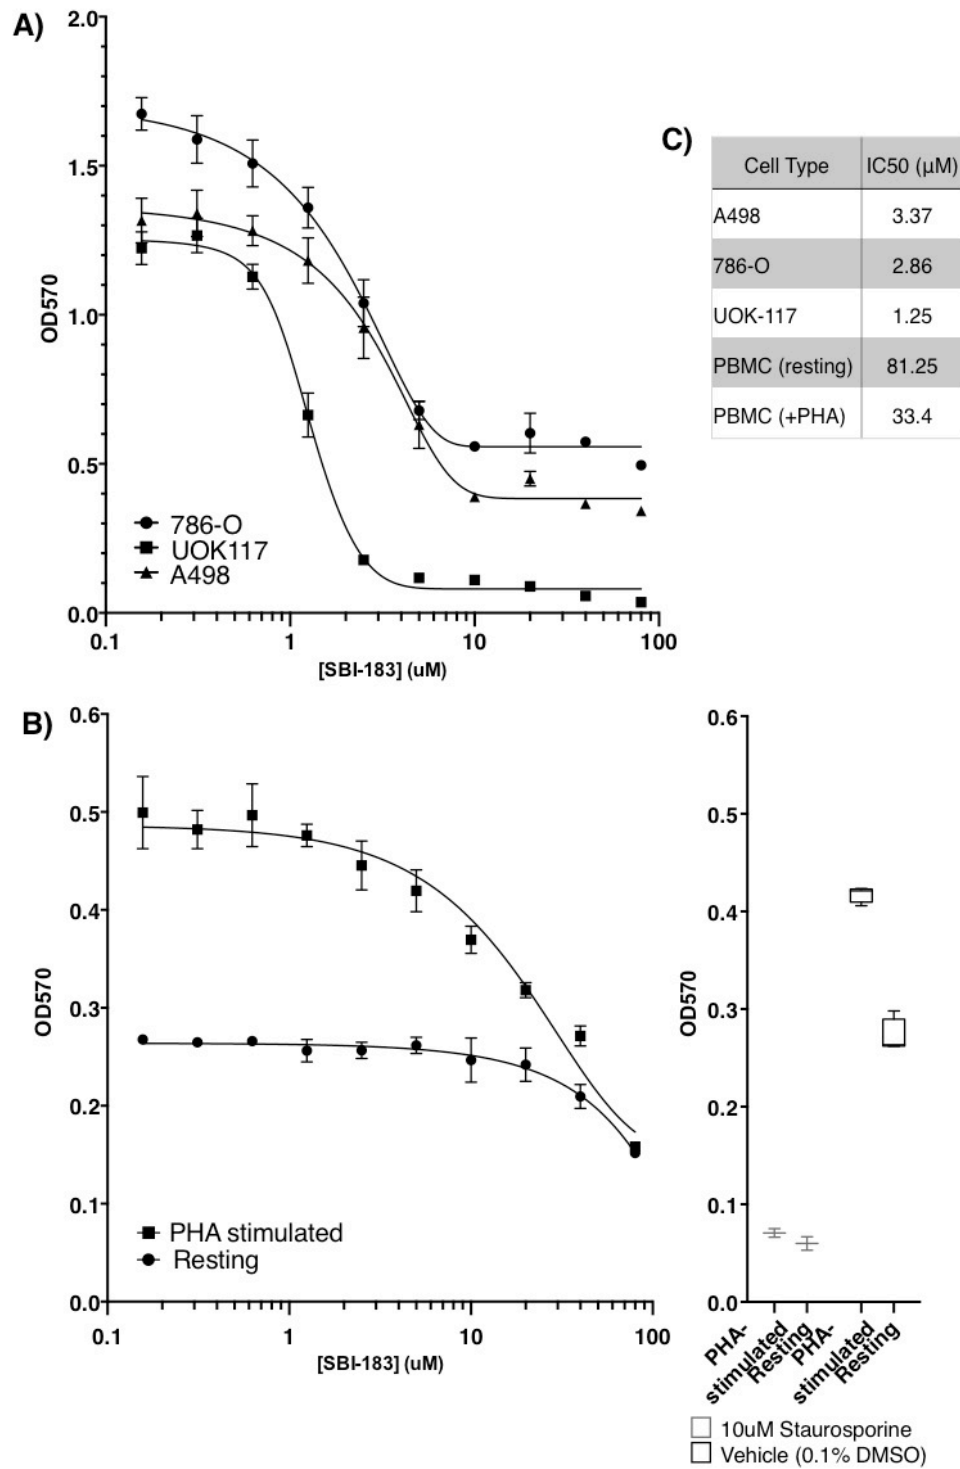 A)
2.0
1.5
1.0
0.5
0.0
OD570
786-O
UOK117
A498
0.1 1 10 100
[SBI-183] (uM)
C)
Cell Type IC50 (μM)
A498 3.37
786-O 2.86
UOK-117 1.25
PBMC (resting) 81.25
PBMC (+PHA) 33.4
B)
0.6
0.5
0.4
0.3
0.2
0.1
0.0
OD570
PHA stimulated
Resting
0.1 1 10 100
[SBI-183] (uM)
0.6
0.5
0.4
0.3
0.2
0.1
0.0
OD570
PHA-
stimulated
Resting
PHA-
stimulated
Resting
10uM Staurosporine
Vehicle (0.1% DMSO)